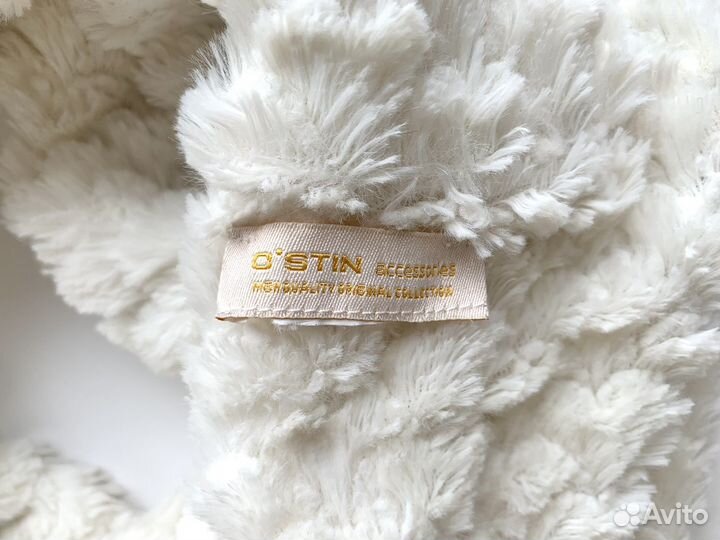 O'STIN accessories
HIGH QUALITY ORIGINAL COLLECTION
Avito